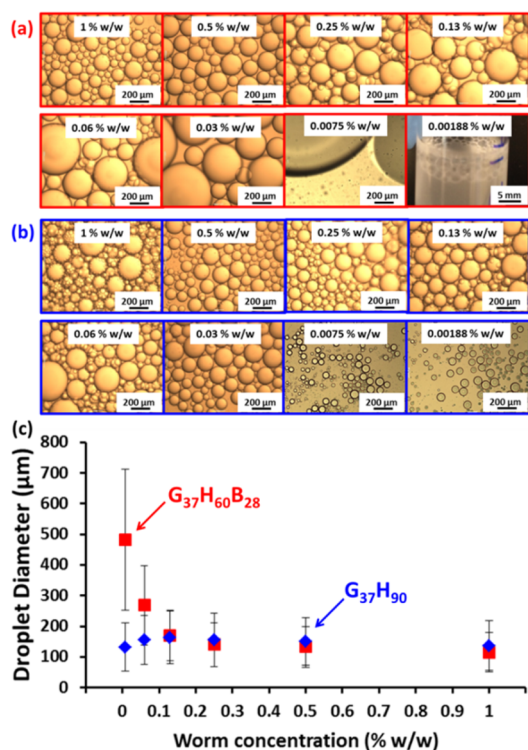 (a)
1 % w/w 0.5 % w/w 0.25 % w/w 0.13 % w/w
200 µm 200 µm 200 µm 200 µm
0.06 % w/w 0.03 % w/w 0.0075 % w/w 0.00188 % w/w
200 µm 200 µm 200 µm 5 mm
(b)
1 % w/w 0.5 % w/w 0.25 % w/w 0.13 % w/w
200 µm 200 µm 200 µm 200 µm
0.06 % w/w 0.03 % w/w 0.0075 % w/w 0.00188 % w/w
200 µm 200 µm 200 µm 200 µm
(c)
800
700
600
500
400
300
200
100
0
Droplet Diameter (µm)
G37H60B28
G37H90
0 0.1 0.2 0.3 0.4 0.5 0.6 0.7 0.8 0.9 1
Worm concentration (% w/w)